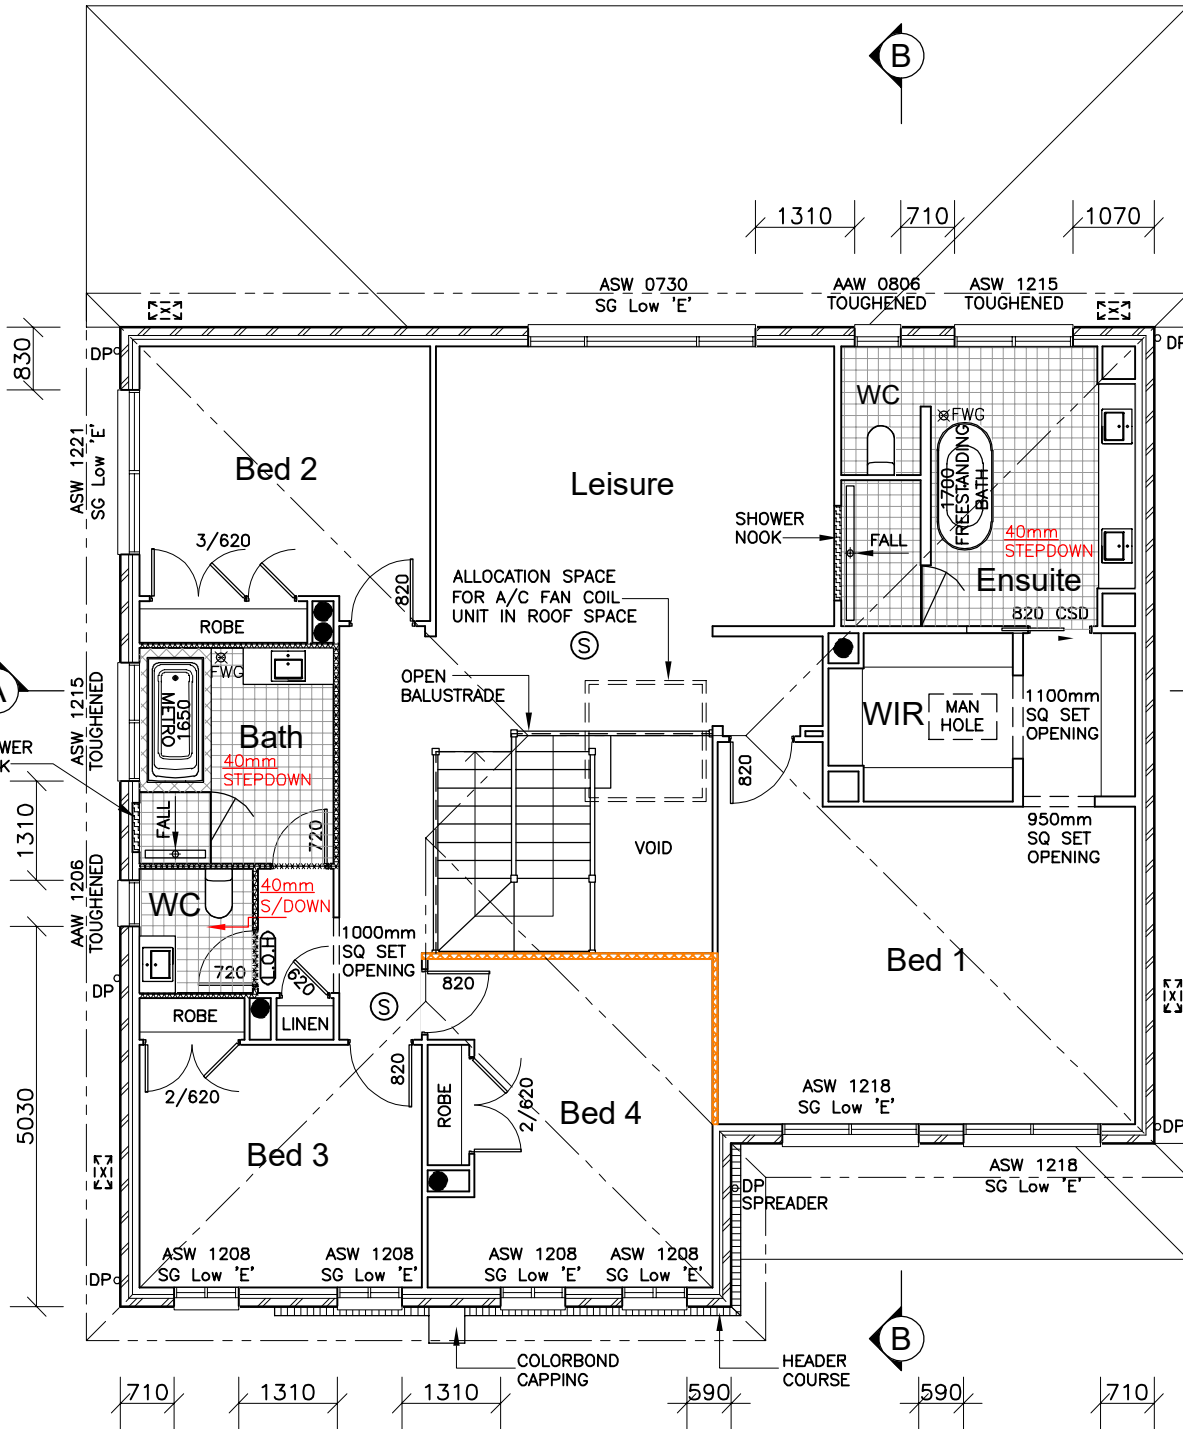 B
1310
710
1070
ASW 0730
SG Low 'E'
AAW 0806
TOUGHENED
ASW 1215
TOUGHENED
830
DP
DP
ASW 1221
SG Low 'E'
WC
FWG
Bed 2
Leisure
1700
FREESTANDING
BATH
SHOWER
NOOK
FALL
40mm
STEPDOWN
3/620
Ensuite
820
ALLOCATION SPACE
FOR A/C FAN COIL
UNIT IN ROOF SPACE
820 CSD
ROBE
S
FWG
OPEN
BALUSTRADE
A
ASW 1215
TOUGHENED
METRO
1650
Bath
WIR
MAN
HOLE
1100mm
SQ SET
OPENING
40mm
STEPDOWN
820
WER
K
1310
FALL
720
VOID
950mm
SQ SET
OPENING
AAW 1206
TOUGHENED
WC
40mm
S/DOWN
1000mm
SQ SET
OPENING
L.O.H
Bed 1
720
620
820
DP
S
ROBE
LINEN
2/620
820
ROBE
2/620
ASW 1218
SG Low 'E'
5030
Bed 4
DP
Bed 3
ASW 1218
SG Low 'E'
DP
SPREADER
ASW 1208
SG Low 'E'
ASW 1208
SG Low 'E'
ASW 1208
SG Low 'E'
ASW 1208
SG Low 'E'
DP
B
COLORBOND
CAPPING
HEADER
COURSE
710
1310
1310
590
590
710